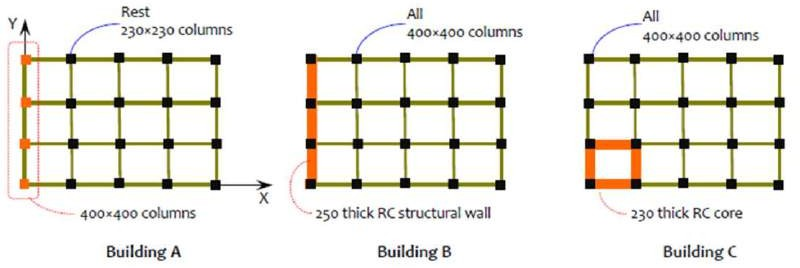 Y
Rest
230×230 columns
X
400×400 columns
Building A
All
400×400 columns
250 thick RC structural wall
Building B
All
400×400 columns
230 thick RC core
Building C